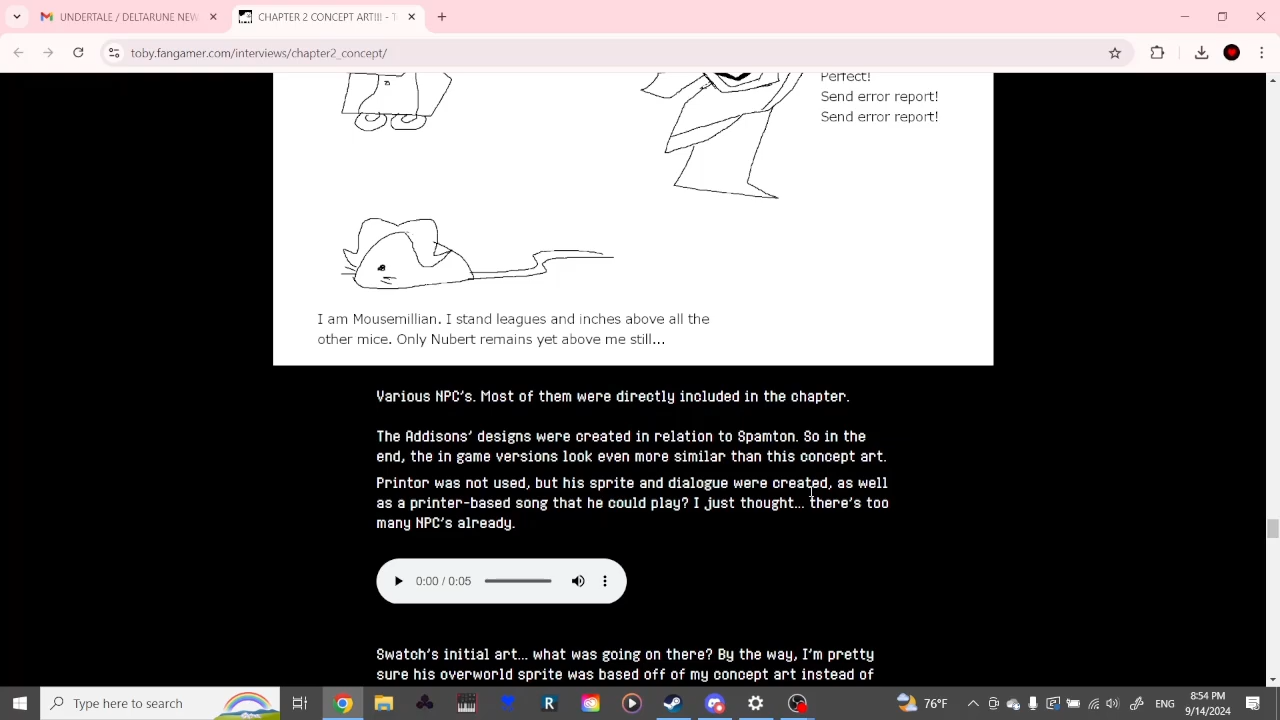 UNDERTALE / DELTARUNE NEW
CHAPTER 2 CONCEPT ART!!! - T
toby.fangamer.com/interviews/chapter2_concept/
Perfect!
Send error report!
Send error report!
I am Mousemillian. I stand leagues and inches above all the
other mice. Only Nubert remains yet above me still...
Various NPC's. Most of them were directly included in the chapter.
The Addisons' designs were created in relation to Spamton. So in the
end, the in game versions look even more similar than this concept art.
Printor was not used, but his sprite and dialogue were created, as well
as a printer-based song that he could play? I just thought... there's too
many NPC's already.
0:00 / 0:05
Swatch's initial art... what was going on there? By the way, I'm pretty
sure his overworld sprite was based off of my concept art instead of
Type here to search
76°F
ENG
8:54 PM
9/14/2024